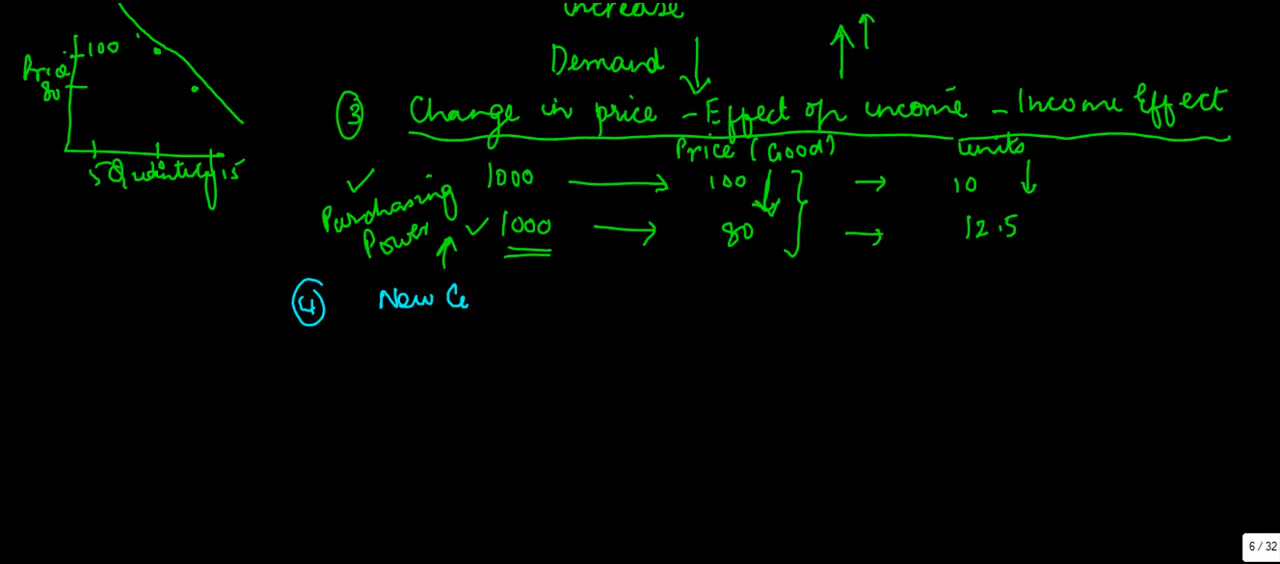 increase
Demand
100
Price
80
5 Quantity 15
③ Change in price - Effect on income - Income Effect
Price (Good) units
1000 → 100 → 10
Purchasing
Power 1000 → 80 → 12.5
④ New C
6 / 32